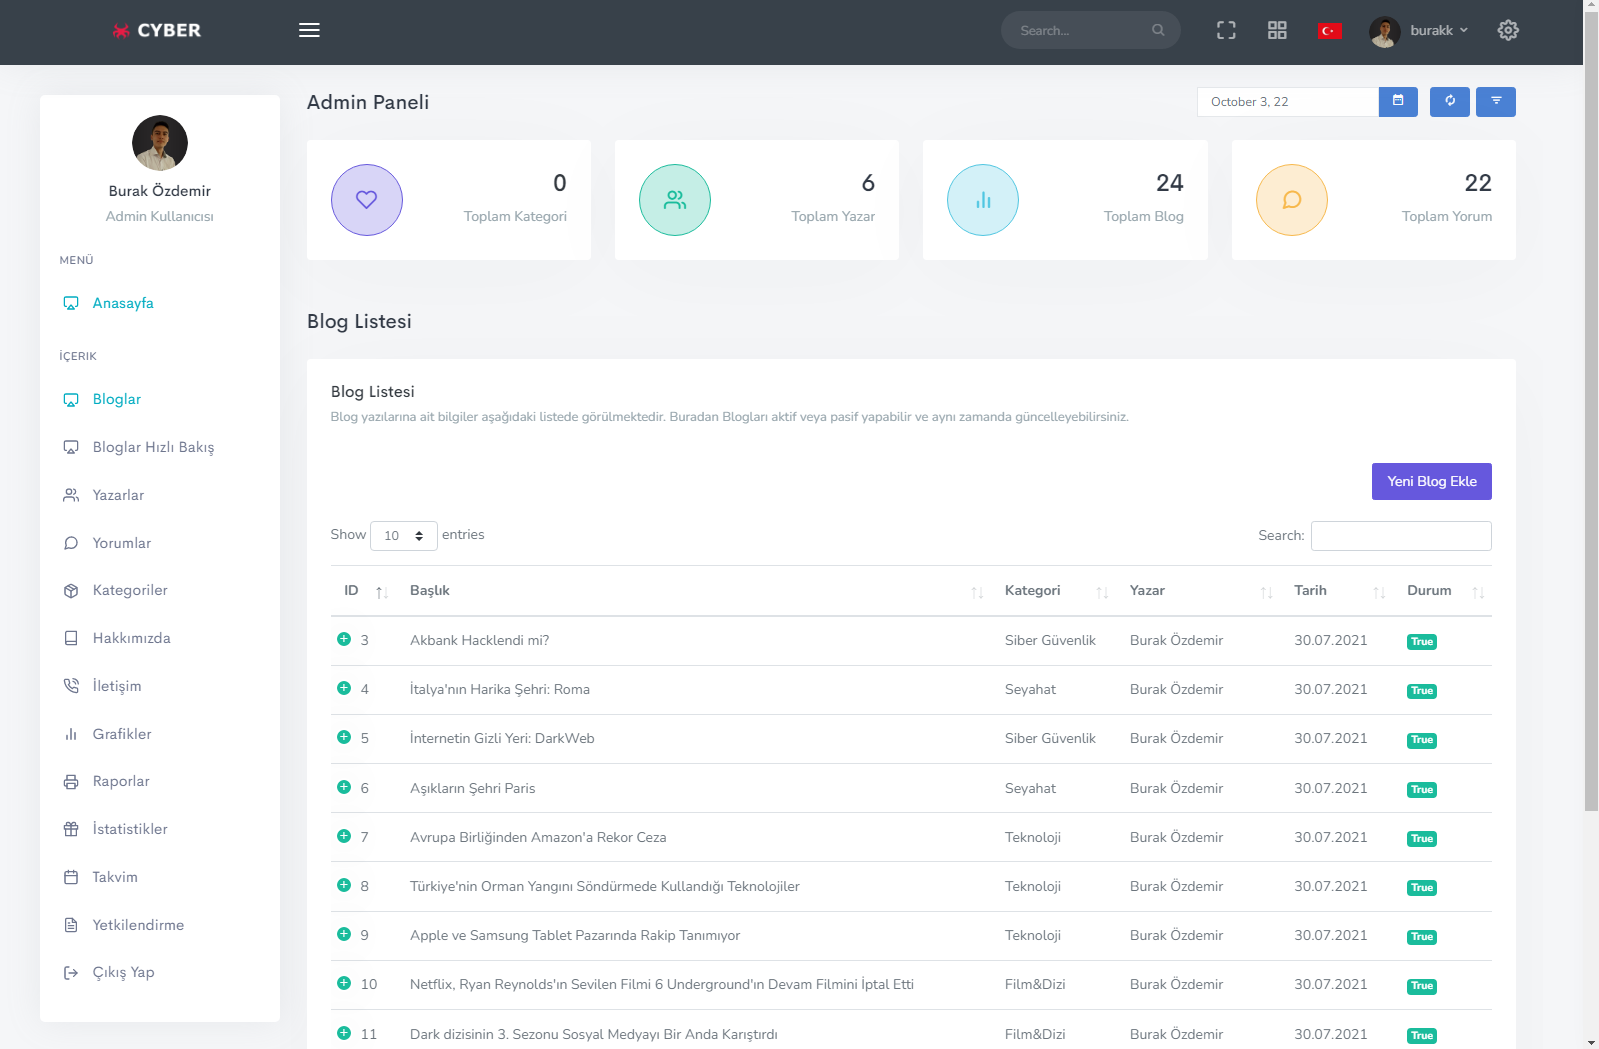 CYBER
Search...
burakk
Burak Özdemir
Admin Kullanıcısı
MENÜ
Anasayfa
İÇERIK
Bloglar
Bloglar Hızlı Bakış
Yazarlar
Yorumlar
Kategoriler
Hakkımızda
İletişim
Grafikler
Raporlar
İstatistikler
Takvim
Yetkilendirme
Çıkış Yap
Admin Paneli
October 3, 22
0
Toplam Kategori
6
Toplam Yazar
24
Toplam Blog
22
Toplam Yorum
Blog Listesi
Blog Listesi
Blog yazılarına ait bilgiler aşağıdaki listede görülmektedir. Buradan Blogları aktif veya pasif yapabilir ve aynı zamanda güncelleyebilirsiniz.
Yeni Blog Ekle
Show 10 entries
Search:
ID Başlık Kategori Yazar Tarih Durum
3 Akbank Hacklendi mi? Siber Güvenlik Burak Özdemir 30.07.2021 True
4 İtalya'nın Harika Şehri: Roma Seyahat Burak Özdemir 30.07.2021 True
5 İnternetin Gizli Yeri: DarkWeb Siber Güvenlik Burak Özdemir 30.07.2021 True
6 Aşıkların Şehri Paris Seyahat Burak Özdemir 30.07.2021 True
7 Avrupa Birliğinden Amazon'a Rekor Ceza Teknoloji Burak Özdemir 30.07.2021 True
8 Türkiye'nin Orman Yangını Söndürmede Kullandığı Teknolojiler Teknoloji Burak Özdemir 30.07.2021 True
9 Apple ve Samsung Tablet Pazarında Rakip Tanımıyor Teknoloji Burak Özdemir 30.07.2021 True
10 Netflix, Ryan Reynolds'ın Sevilen Filmi 6 Underground'ın Devam Filmini İptal Etti Film&Dizi Burak Özdemir 30.07.2021 True
11 Dark dizisinin 3. Sezonu Sosyal Medyayı Bir Anda Karıştırdı Film&Dizi Burak Özdemir 30.07.2021 True